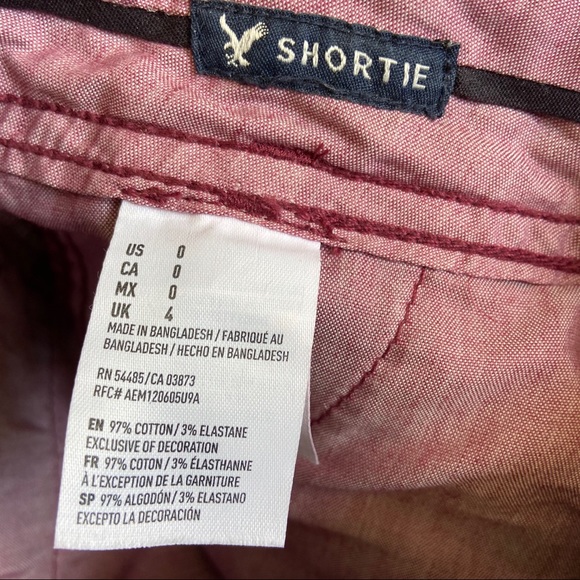 SHORTIE
US 0
CA 0
MX 0
UK 4
MADE IN BANGLADESH / FABRIQUÉ AU
BANGLADESH / HECHO EN BANGLADESH
RN 54485/CA 03873
RFC# AEM120605U9A
EN 97% COTTON/3% ELASTANE
EXCLUSIVE OF DECORATION
FR 97% COTON/3% ÉLASTHANNE
À L'EXCEPTION DE LA GARNITURE
SP 97% ALGODÓN/3% ELASTANO
EXCEPTO LA DECORACIÓN